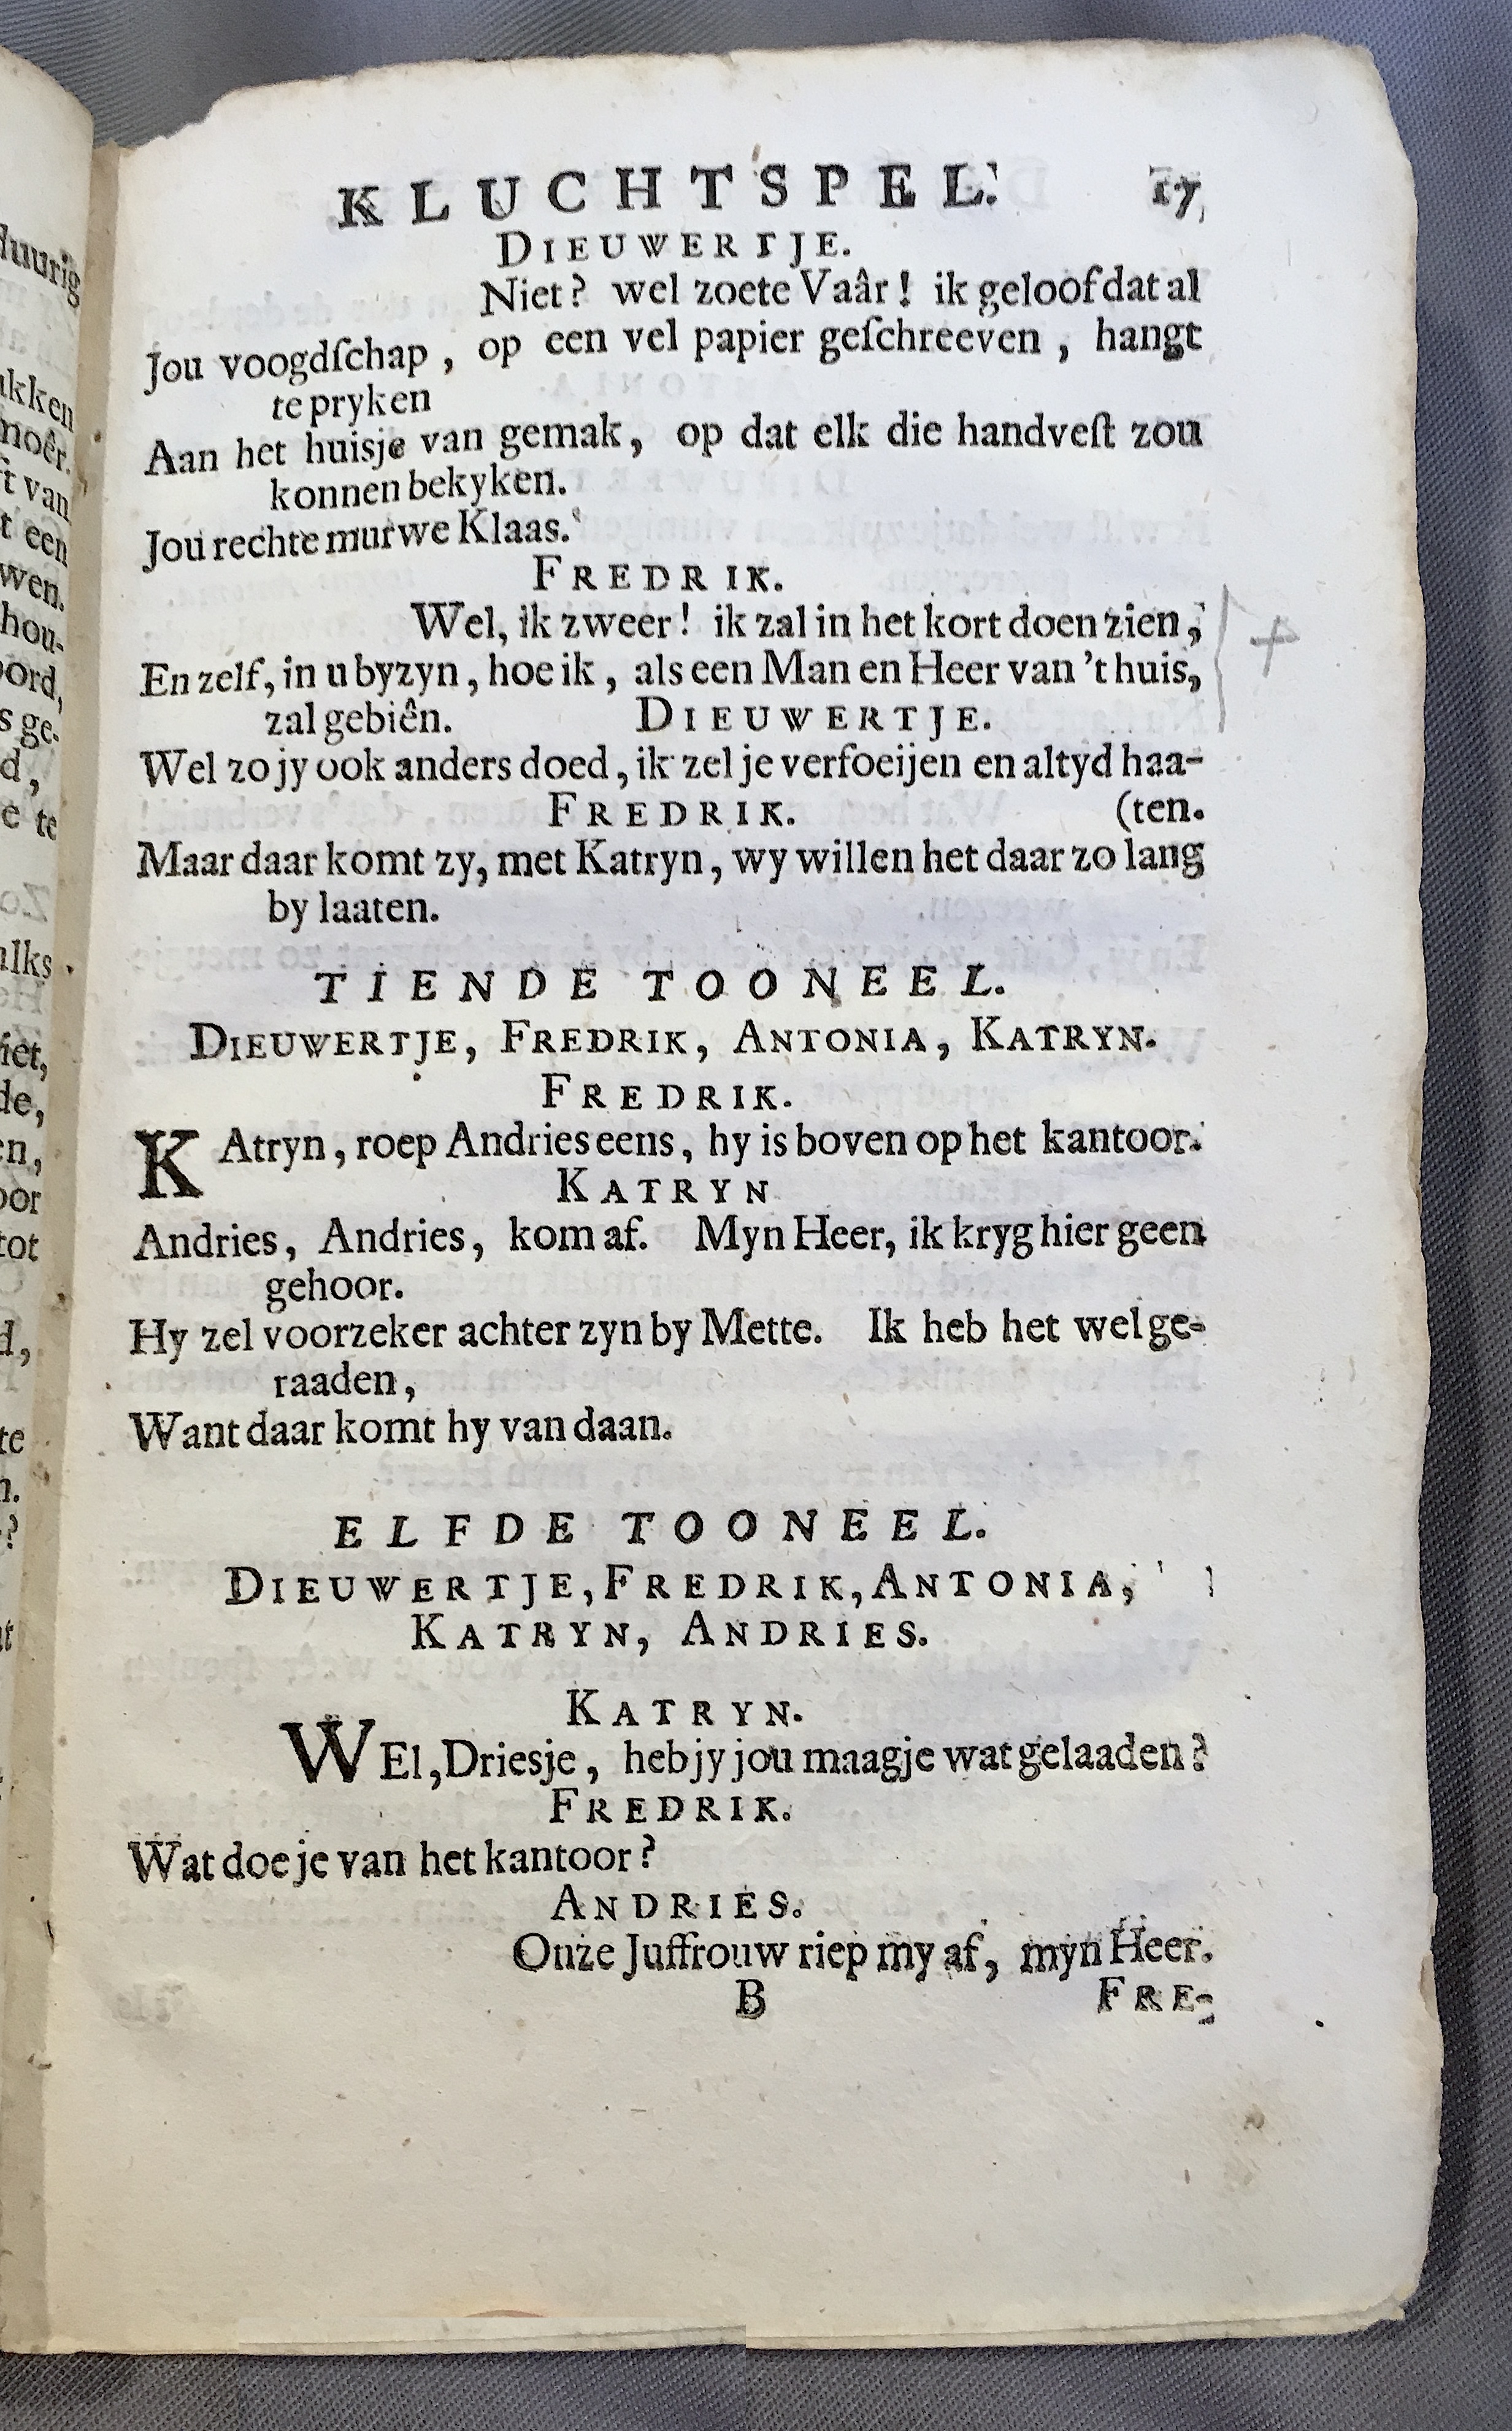 KLUCHTSPEL. 17
DIEUWERTJE.
Niet? wel zoete Vaâr! ik geloof dat al
Jou voogdſchap, op een vel papier geſchreeven, hangt
te pryken
Aan het huisje van gemak, op dat elk die handveſt zou
konnen bekyken.
Jou rechte murwe Klaas.
FREDRIK.
Wel, ik zweer! ik zal in het kort doen zien,
En zelf, in u byzyn, hoe ik, als een Man en Heer van 't huis,
zal gebiên. DIEUWERTJE.
Wel zo jy ook anders doed, ik zel je verfoeijen en altyd haa-
FREDRIK. (ten.
Maar daar komt zy, met Katryn, wy willen het daar zo lang
by laaten.
TIENDE TOONEEL.
DIEUWERTJE, FREDRIK, ANTONIA, KATRYN.
FREDRIK.
KAtryn, roep Andries eens, hy is boven op het kantoor.
KATRYN
Andries, Andries, kom af. Myn Heer, ik kryg hier geen
gehoor.
Hy zel voorzeker achter zyn by Mette. Ik heb het wel ge-
raaden,
Want daar komt hy van daan.
ELFDE TOONEEL.
DIEUWERTJE, FREDRIK, ANTONIA,
KATRYN, ANDRIES.
KATRYN.
WEl, Driesje, heb jy jou maagje wat gelaaden?
FREDRIK.
Wat doe je van het kantoor?
ANDRIES.
Onze Juffrouw riep my af, myn Heer.
B FRE-